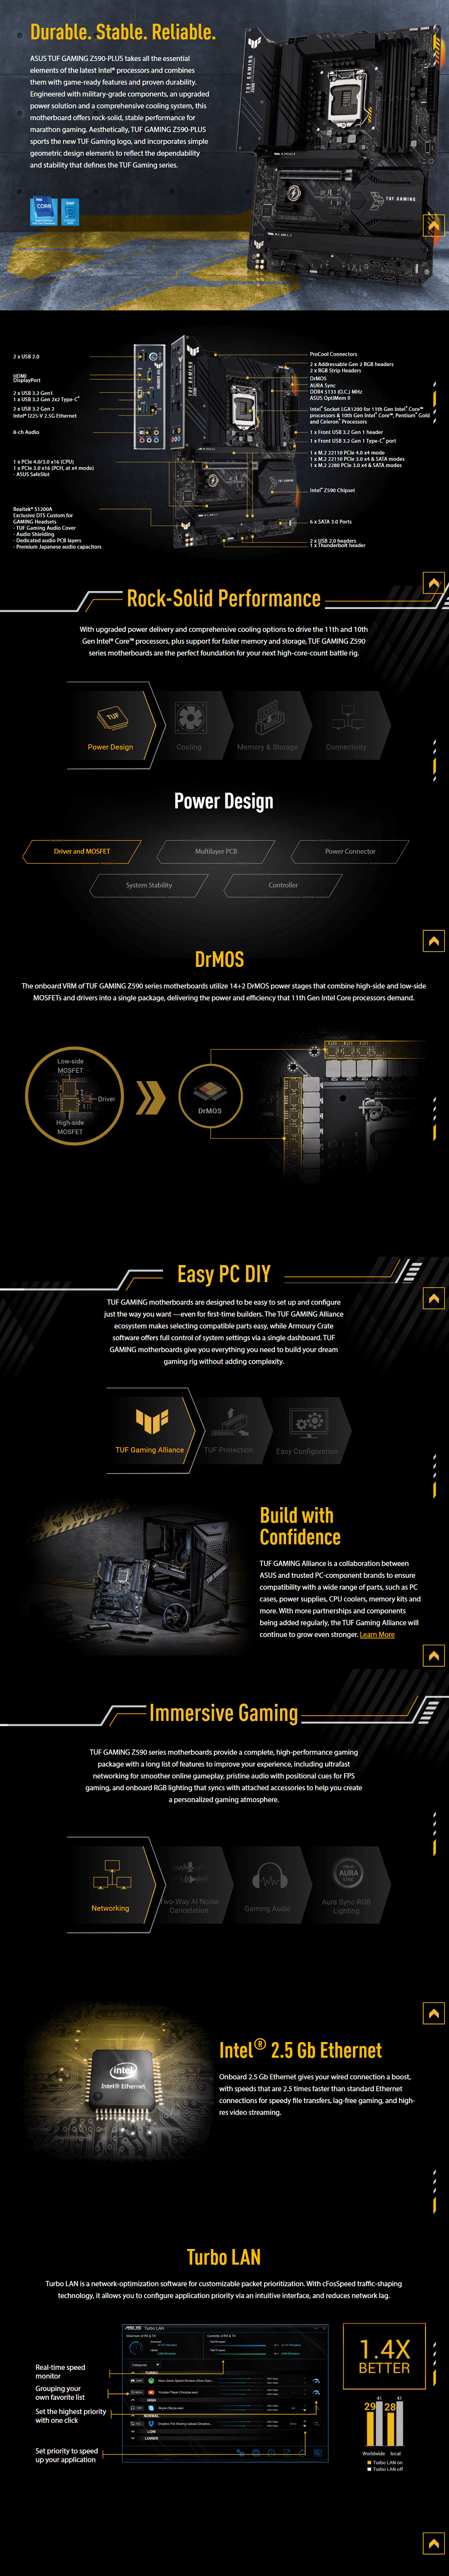 Durable. Stable. Reliable.
ASUS TUF GAMING Z590-PLUS takes all the essential
elements of the latest Intel® processors and combines
them with game-ready features and proven durability.
Engineered with military-grade components, an upgraded
power solution and a comprehensive cooling system, this
motherboard offers rock-solid, stable performance for
marathon gaming. Aesthetically, TUF GAMING Z590-PLUS
sports the new TUF Gaming logo, and incorporates simple
geometric design elements to reflect the dependability
and stability that defines the TUF Gaming series.
intel
CORE
intel
TUF GAMING
2 x USB 2.0
HDMI
DisplayPort
2 x USB 3.2 Gen1
1 x USB 3.2 Gen 2x2 Type-C®
2 x USB 3.2 Gen 2
Intel® I225-V 2.5G Ethernet
8-ch Audio
1 x PCIe 4.0/3.0 x16 (CPU)
1 x PCIe 3.0 x16 (PCH, at x4 mode)
- ASUS SafeSlot
Realtek® S1200A
Exclusive DTS Custom for
GAMING Headsets
- TUF Gaming Audio Cover
- Audio Shielding
- Dedicated audio PCB layers
- Premium Japanese audio capacitors
ProCool Connectors
2 x Addressable Gen 2 RGB headers
2 x RGB Strip Headers
DrMOS
AURA Sync
DDR4 5133 (O.C.) MHz
ASUS OptiMem II
Intel® Socket LGA1200 for 11th Gen Intel® Core™
processors & 10th Gen Intel® Core™, Pentium® Gold
and Celeron® Processors
1 x Front USB 3.2 Gen 1 header
1 x Front USB 3.2 Gen 1 Type-C® port
1 x M.2 22110 PCIe 4.0 x4 mode
1 x M.2 22110 PCIe 3.0 x4 & SATA modes
1 x M.2 2280 PCIe 3.0 x4 & SATA modes
Intel® Z590 Chipset
6 x SATA 3.0 Ports
2 x USB 2.0 headers
1 x Thunderbolt header
Rock-Solid Performance
With upgraded power delivery and comprehensive cooling options to drive the 11th and 10th
Gen Intel® Core™ processors, plus support for faster memory and storage, TUF GAMING Z590
series motherboards are the perfect foundation for your next high-core-count battle rig.
TUF
Power Design
Cooling
Memory & Storage
Connectivity
Power Design
Driver and MOSFET
Multilayer PCB
Power Connector
System Stability
Controller
DrMOS
The onboard VRM of TUF GAMING Z590 series motherboards utilize 14+2 DrMOS power stages that combine high-side and low-side
MOSFETs and drivers into a single package, delivering the power and efficiency that 11th Gen Intel Core processors demand.
Low-side
MOSFET
Driver
High-side
MOSFET
DrMOS
Easy PC DIY
TUF GAMING motherboards are designed to be easy to set up and configure
just the way you want —even for first-time builders. The TUF GAMING Alliance
ecosystem makes selecting compatible parts easy, while Armoury Crate
software offers full control of system settings via a single dashboard. TUF
GAMING motherboards give you everything you need to build your dream
gaming rig without adding complexity.
TUF Gaming Alliance
TUF Protection
Easy Configuration
Build with
Confidence
TUF GAMING Alliance is a collaboration between
ASUS and trusted PC-component brands to ensure
compatibility with a wide range of parts, such as PC
cases, power supplies, CPU coolers, memory kits and
more. With more partnerships and components
being added regularly, the TUF Gaming Alliance will
continue to grow even stronger. Learn More
Immersive Gaming
TUF GAMING Z590 series motherboards provide a complete, high-performance gaming
package with a long list of features to improve your experience, including ultrafast
networking for smoother online gameplay, pristine audio with positional cues for FPS
gaming, and onboard RGB lighting that syncs with attached accessories to help you create
a personalized gaming atmosphere.
Networking
Two-Way AI Noise
Cancelation
Gaming Audio
AURA
SYNC
Aura Sync RGB
Lighting
intel
Intel® Ethernet
Intel® 2.5 Gb Ethernet
Onboard 2.5 Gb Ethernet gives your wired connection a boost,
with speeds that are 2.5 times faster than standard Ethernet
connections for speedy file transfers, lag-free gaming, and high-
res video streaming.
Turbo LAN
Turbo LAN is a network-optimization software for customizable packet prioritization. With cFosSpeed traffic-shaping
technology, it allows you to configure application priority via an intuitive interface, and reduces network lag.
Real-time speed
monitor
Grouping your
own favorite list
Set the highest priority
with one click
Set priority to speed
up your application
ASUS Turbo LAN
Categories
TURBO
HIGH
NORMAL
LOW
LOWER
1.4X
BETTER
29
41
28
41
Worldwide
local
Turbo LAN on
Turbo LAN off